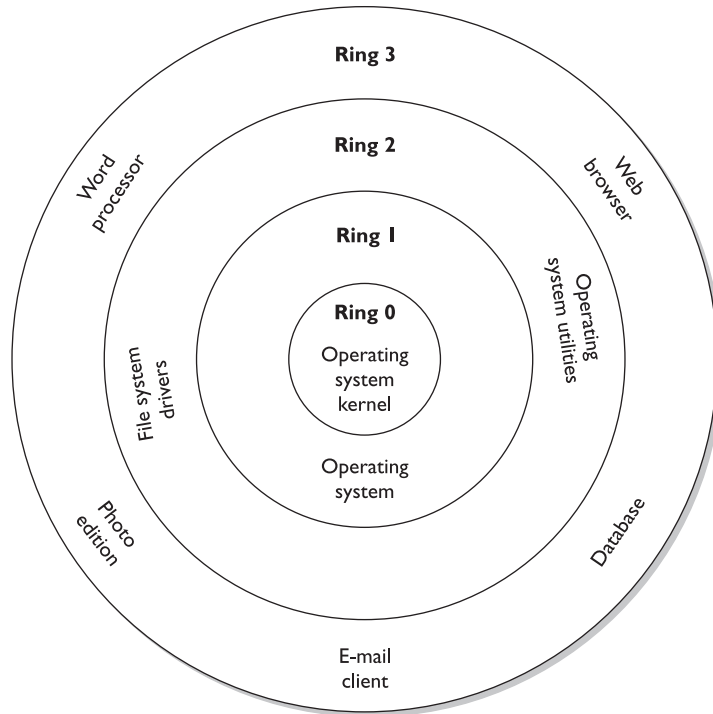 Ring 3
Word
processor
Web
browser
Ring 2
Operating
system utilities
File system
drivers
Ring 1
Ring 0
Operating
system
kernel
Operating
system
Photo
edition
Database
E-mail
client